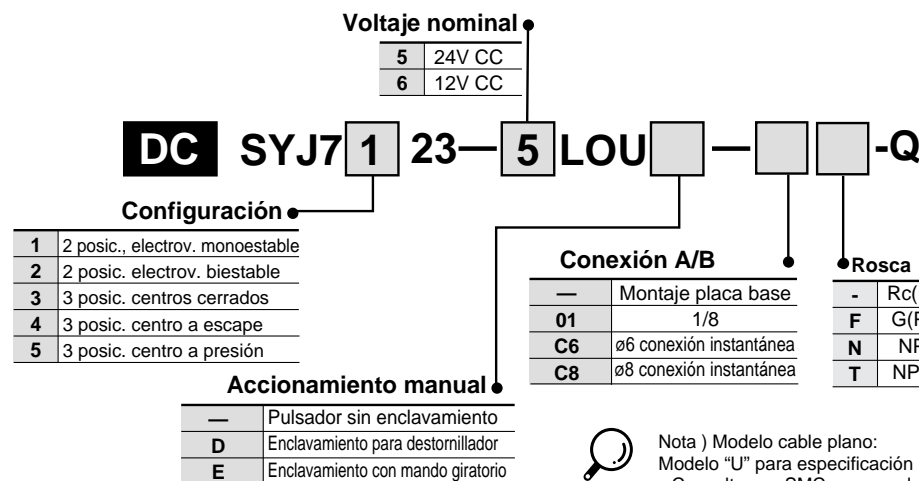 Voltaje nominal
5 24V CC
6 12V CC
DC SYJ7 1 23— 5 LOU — -Q
Configuración
1 2 posic., electrov. monoestable
2 2 posic. electrov. biestable
3 3 posic. centros cerrados
4 3 posic. centro a escape
5 3 posic. centro a presión
Conexión A/B
— Montaje placa base
01 1/8
C6 ø6 conexión instantánea
C8 ø8 conexión instantánea
Rosca
- Rc(
F G(
N
T
Accionamiento manual
— Pulsador sin enclavamiento
D Enclavamiento para destornillador
E Enclavamiento con mando giratorio
Nota ) Modelo cable plano:
Modelo “U” para especificación